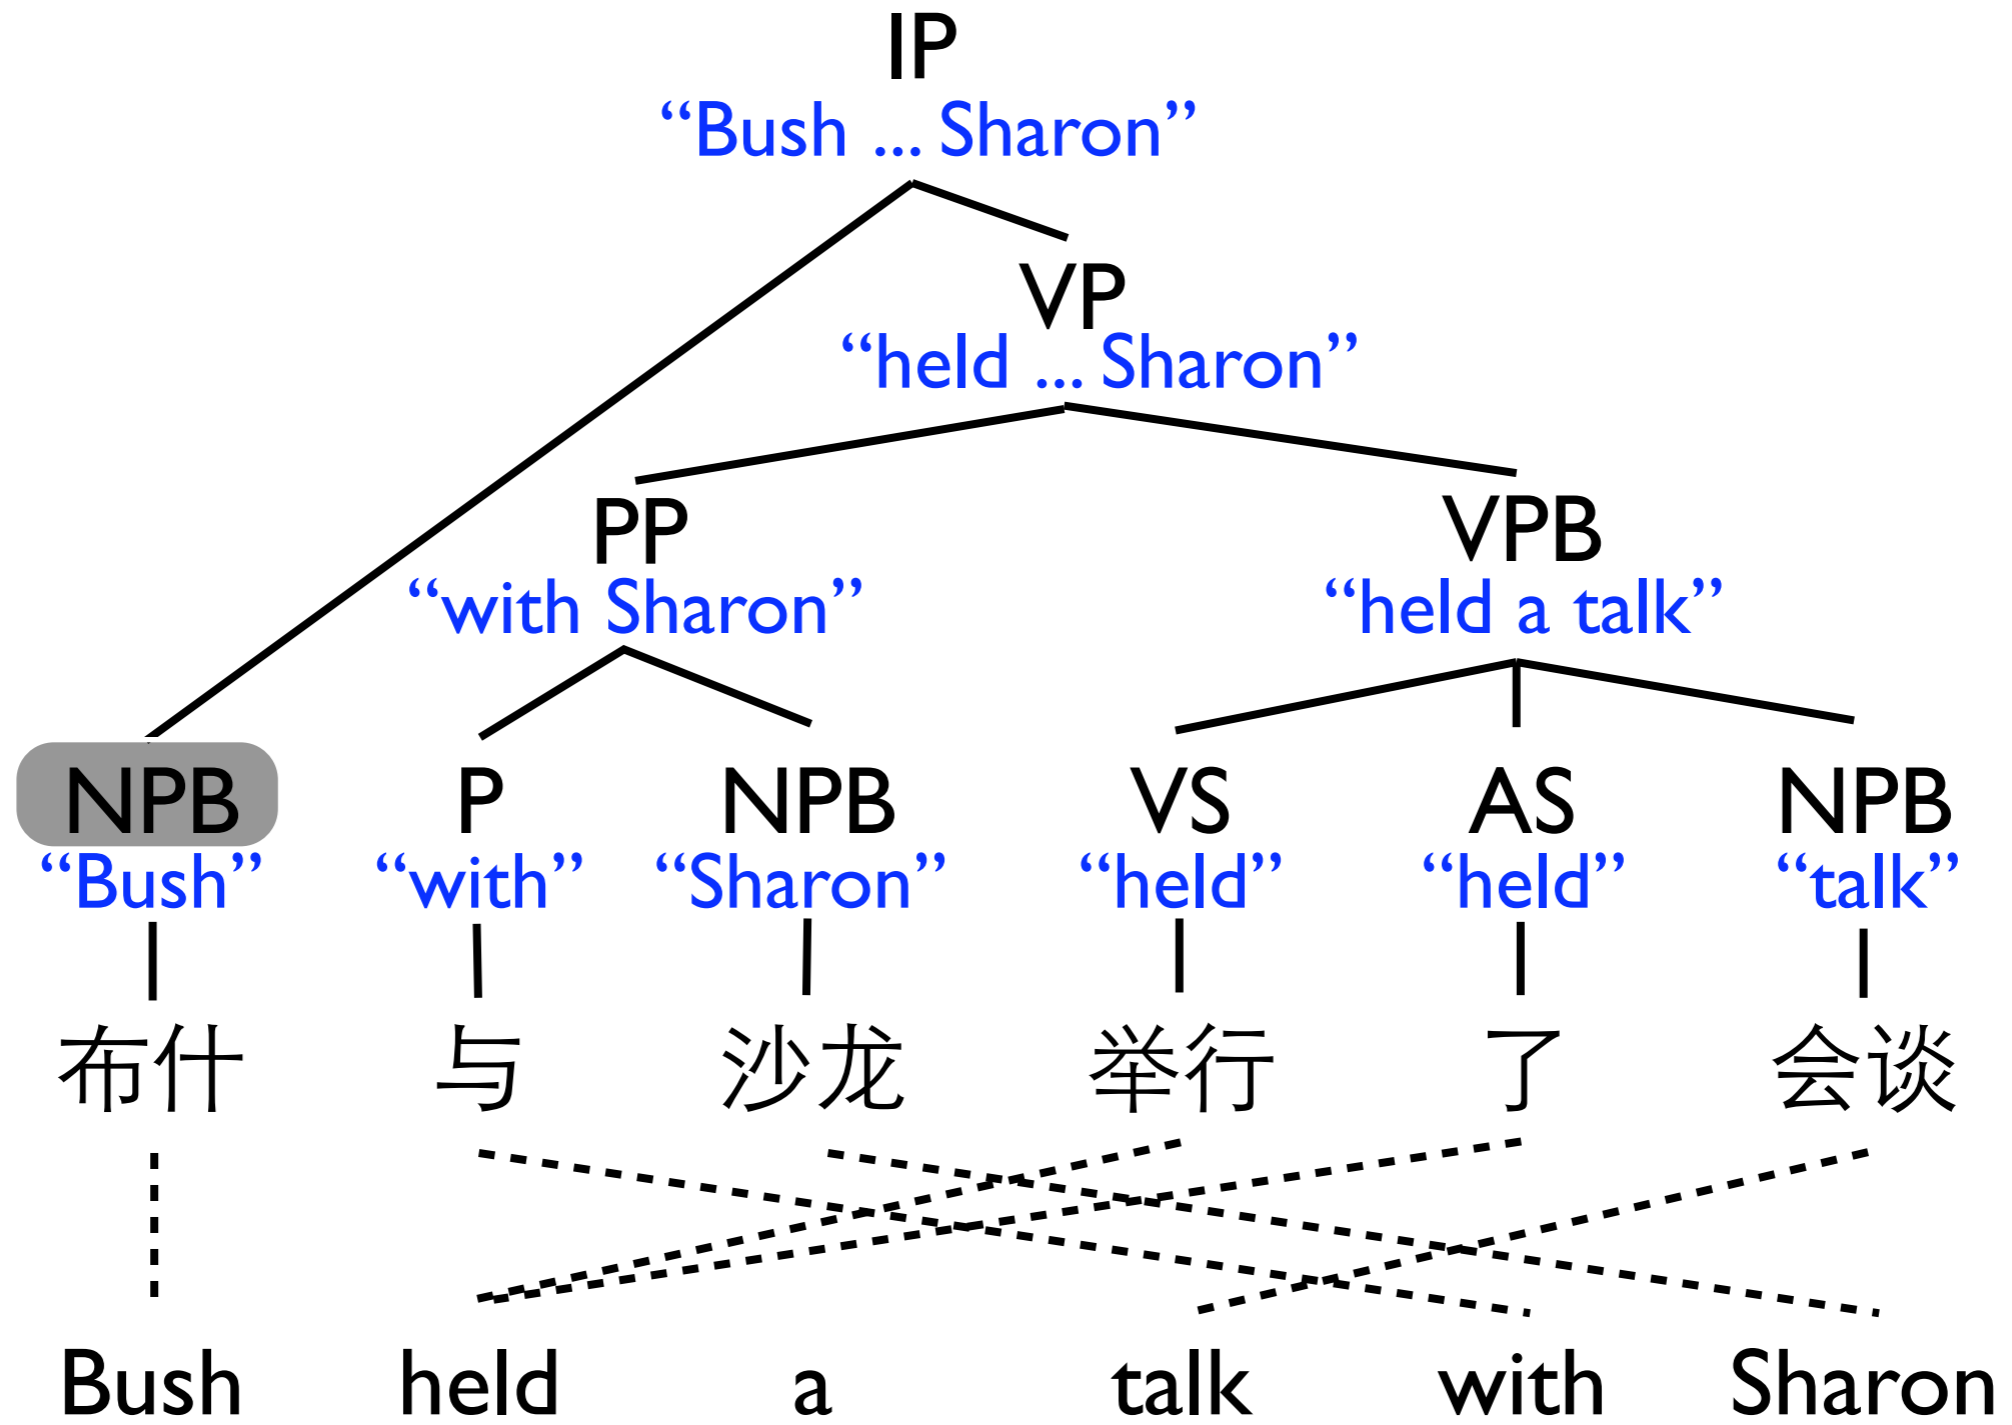 IP
“Bush ... Sharon”
VP
“held ... Sharon”
PP VPB
“with Sharon” “held a talk”
NPB P NPB VS AS NPB
“Bush” “with” “Sharon” “held” “held” “talk”
布什 与 沙龙 举行 了 会谈
Bush held a talk with Sharon